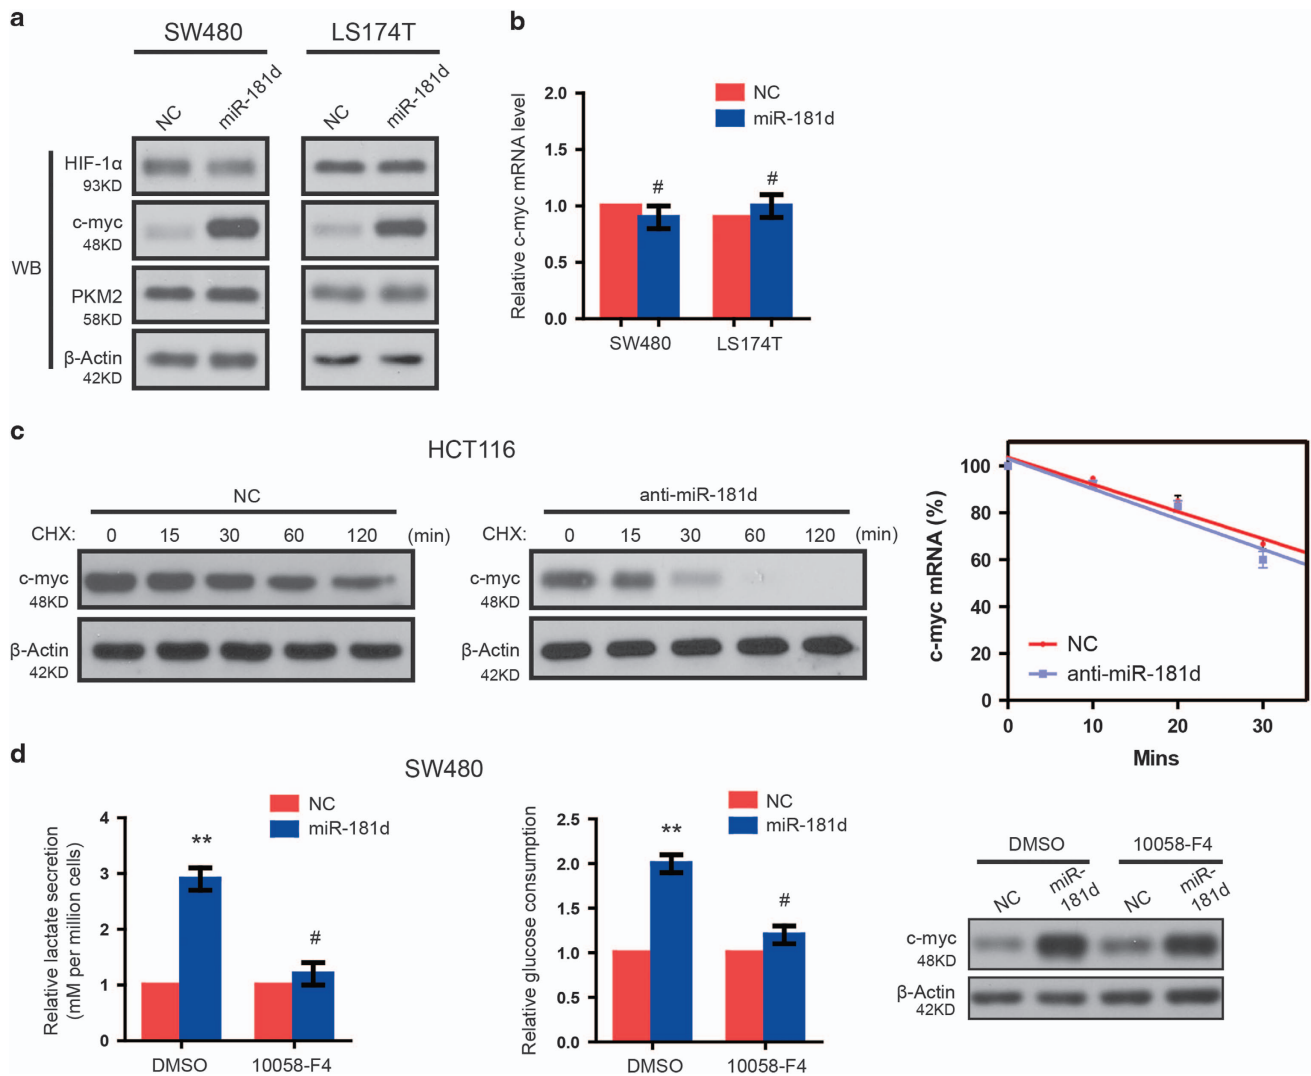 a
SW480
LS174T
NC
miR-181d
NC
miR-181d
WB
HIF-1α
93KD
c-myc
48KD
PKM2
58KD
β-Actin
42KD
b
NC
miR-181d
Relative c-myc mRNA level
2.0
1.5
1.0
0.5
0.0
#
#
SW480
LS174T
c
HCT116
NC
CHX: 0 15 30 60 120 (min)
c-myc
48KD
β-Actin
42KD
anti-miR-181d
CHX: 0 15 30 60 120 (min)
c-myc
48KD
β-Actin
42KD
c-myc mRNA (%)
100
80
60
40
20
0
NC
anti-miR-181d
0 10 20 30
Mins
d
SW480
NC
miR-181d
Relative lactate secretion
(mM per million cells)
4
3
2
1
0
**
#
DMSO
10058-F4
NC
miR-181d
Relative glucose consumption
2.5
2.0
1.5
1.0
0.5
0.0
**
#
DMSO
10058-F4
DMSO
10058-F4
NC
miR-
181d
NC
miR-
181d
c-myc
48KD
β-Actin
42KD